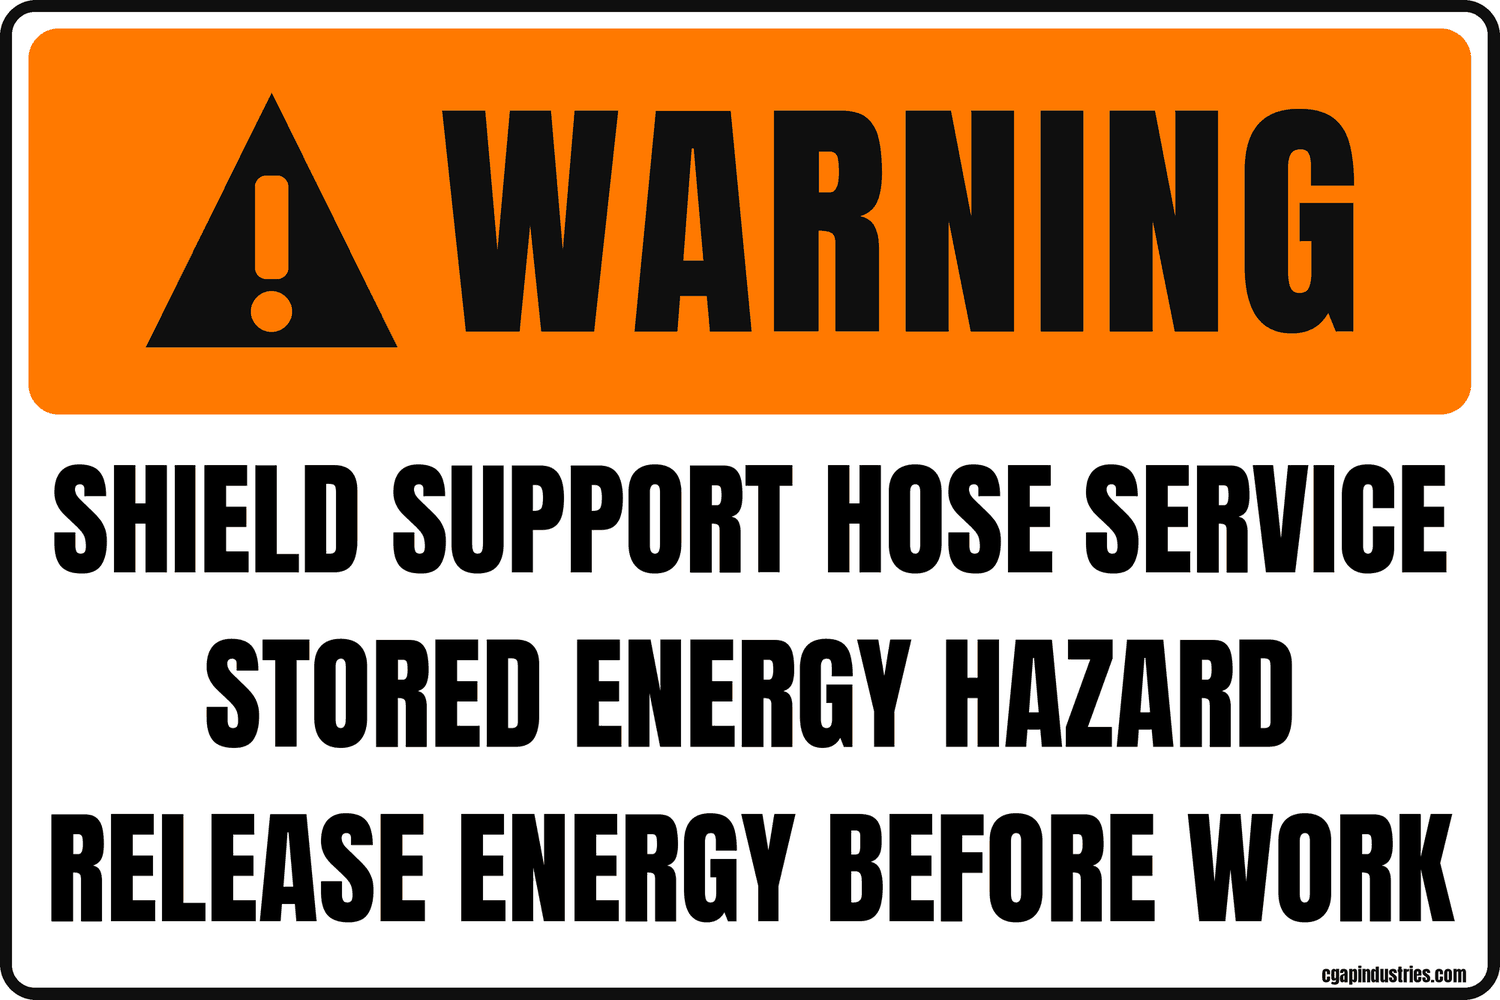 WARNING
SHIELD SUPPORT HOSE SERVICE
STORED ENERGY HAZARD
RELEASE ENERGY BEFORE WORK
cgapindustries.com